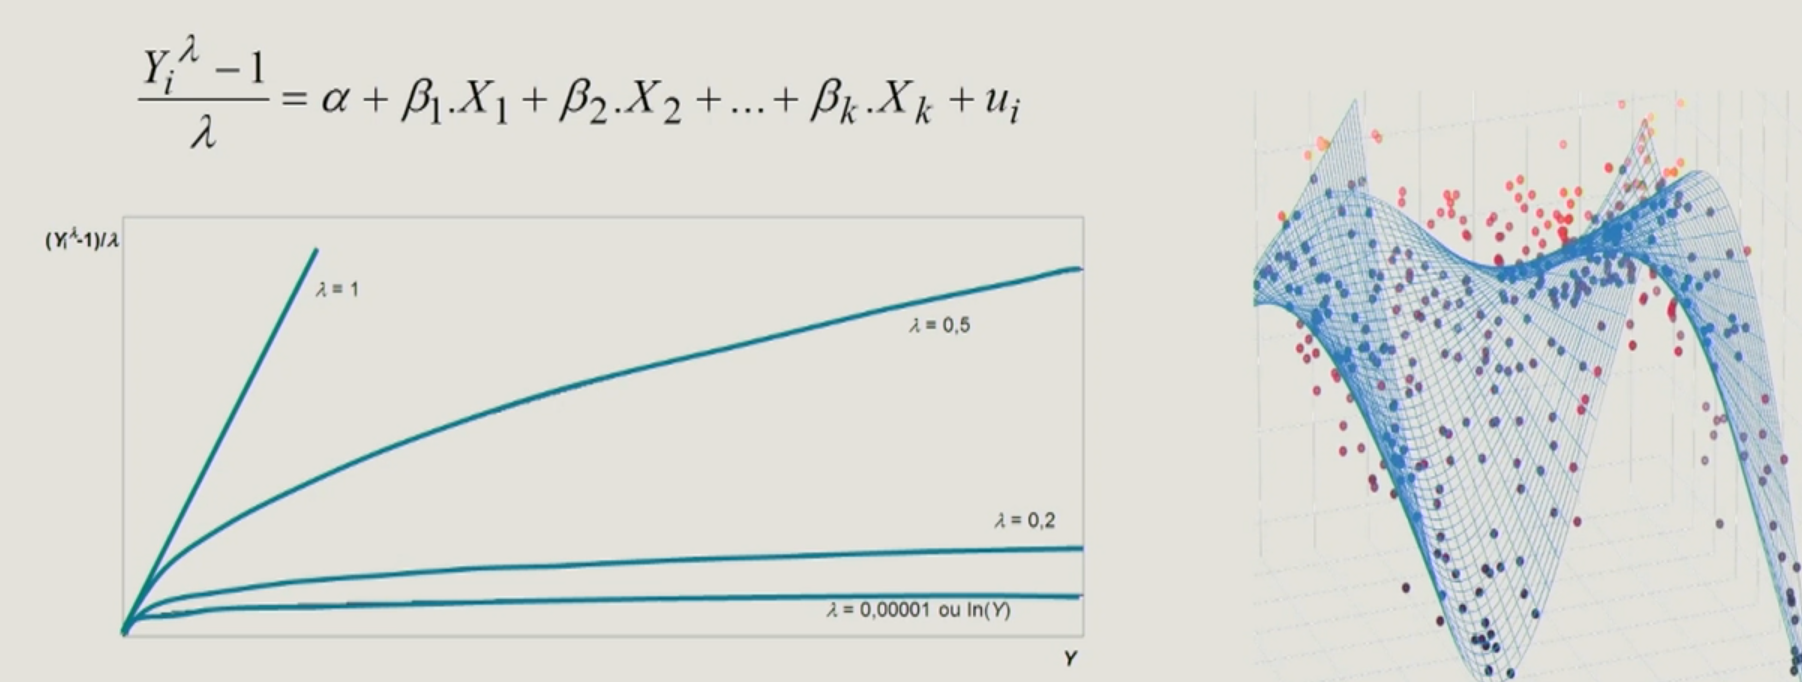 (Yᵢ^λ - 1)/λ = α + β₁.X₁ + β₂.X₂ + ... + βₖ.Xₖ + uᵢ
(Yᵢ^λ-1)/λ
λ = 1
λ = 0,5
λ = 0,2
λ = 0,00001 ou ln(Y)
Y